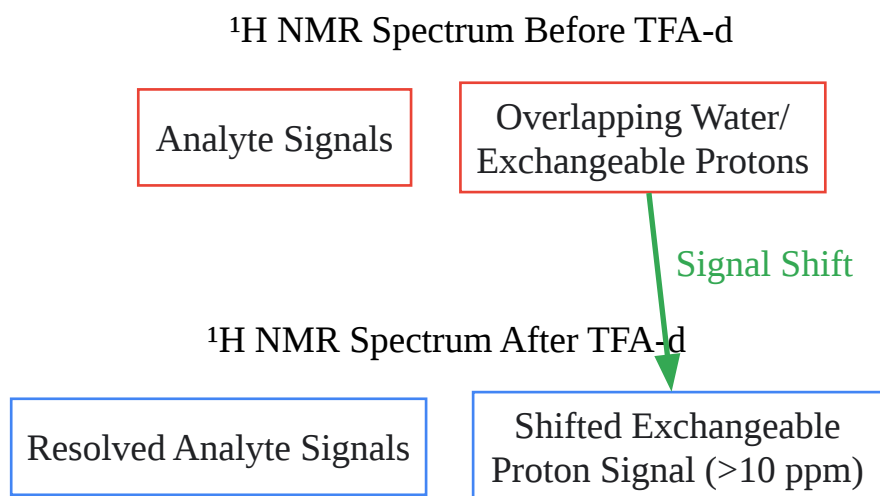 ¹H NMR Spectrum Before TFA-d
Analyte Signals
Overlapping Water/
Exchangeable Protons
Signal Shift
¹H NMR Spectrum After TFA-d
Resolved Analyte Signals
Shifted Exchangeable
Proton Signal (>10 ppm)